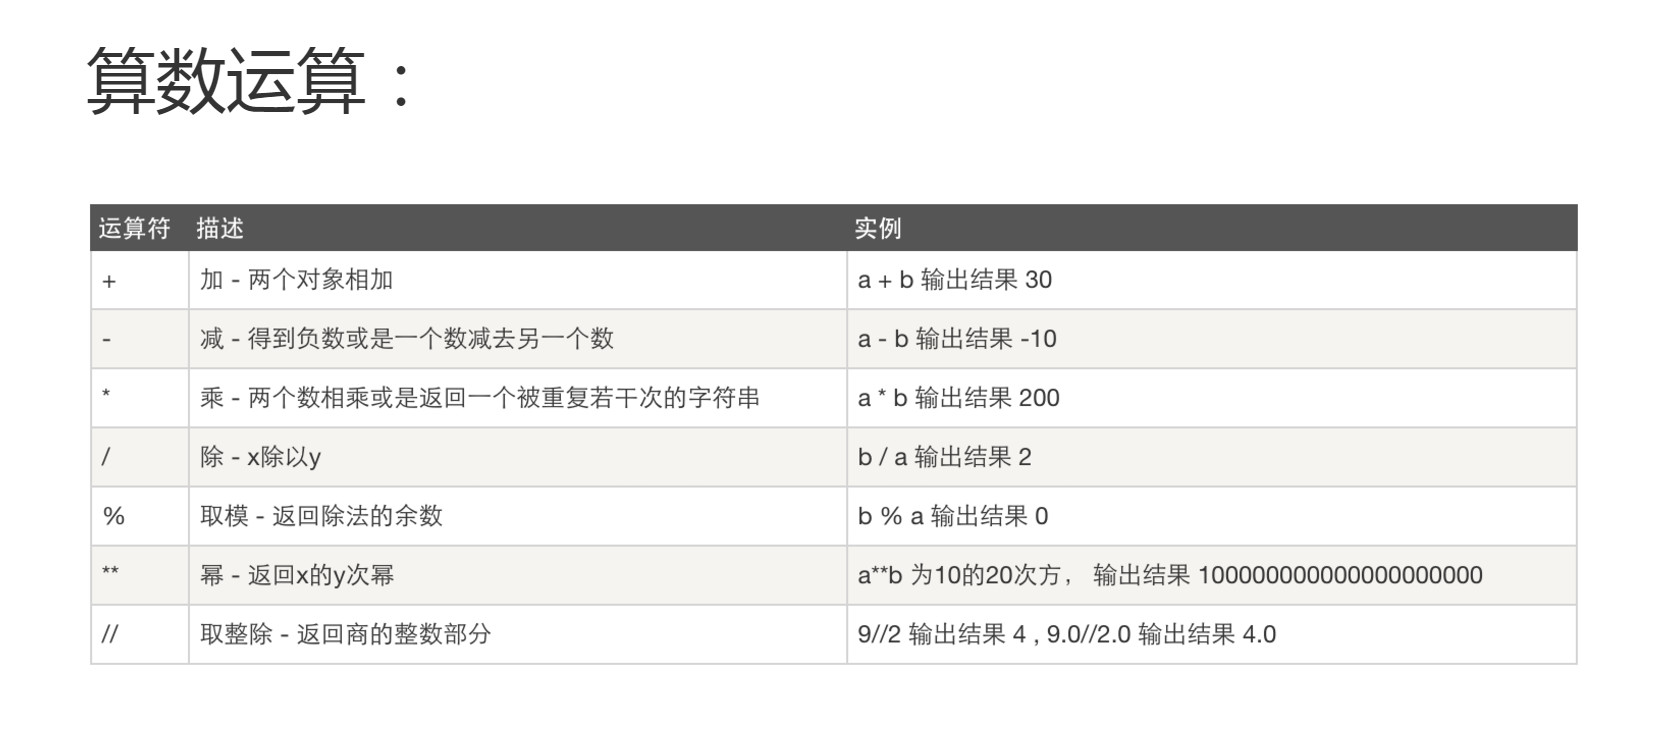 算数运算：
运算符 描述 实例
+ 加 - 两个对象相加 a + b 输出结果 30
- 减 - 得到负数或是一个数减去另一个数 a - b 输出结果 -10
* 乘 - 两个数相乘或是返回一个被重复若干次的字符串 a * b 输出结果 200
/ 除 - x除以y b / a 输出结果 2
% 取模 - 返回除法的余数 b % a 输出结果 0
** 幂 - 返回x的y次幂 a**b 为10的20次方， 输出结果 100000000000000000000
// 取整除 - 返回商的整数部分 9//2 输出结果 4 , 9.0//2.0 输出结果 4.0